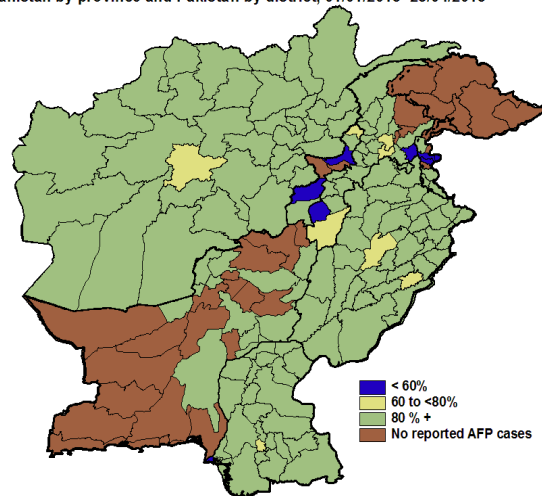 by province and Pakistan by district,
< 60%
60 to <80%
80 % +
No reported AFP cases